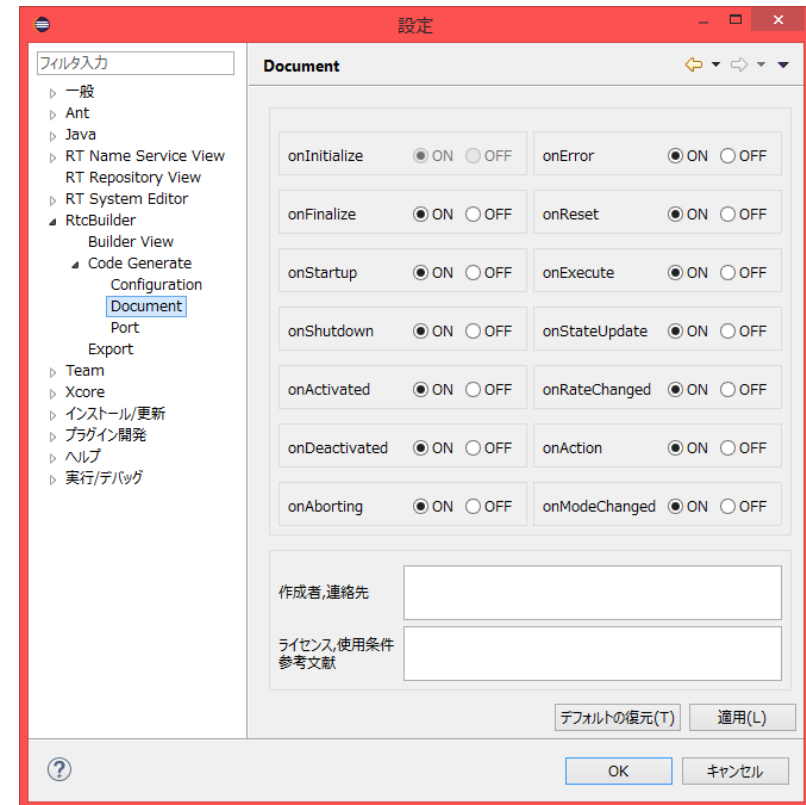 設定
フィルタ入力
一般
Ant
Java
RT Name Service View
RT Repository View
RT System Editor
RtcBuilder
Builder View
Code Generate
Configuration
Document
Port
Export
Team
Xcore
インストール/更新
プラグイン開発
ヘルプ
実行/デバッグ
Document
onInitialize ON OFF onError ON OFF
onFinalize ON OFF onReset ON OFF
onStartup ON OFF onExecute ON OFF
onShutdown ON OFF onStateUpdate ON OFF
onActivated ON OFF onRateChanged ON OFF
onDeactivated ON OFF onAction ON OFF
onAborting ON OFF onModeChanged ON OFF
作成者,連絡先
ライセンス,使用条件
参考文献
デフォルトの復元(T) 適用(L)
OK キャンセル